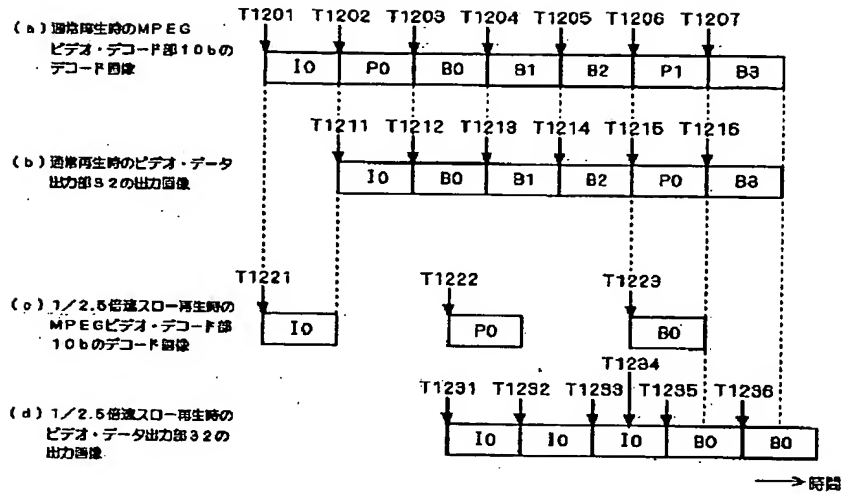 T1201 T1202 T1203 T1204 T1205 T1206 T1207
(a)通常再生時のMPEG
ビデオ・デコード部10bの
デコード画像
I0 P0 B0 B1 B2 P1 B3
T1211 T1212 T1213 T1214 T1215 T1216
(b)通常再生時のビデオ・データ
出力部32の出力画像
I0 B0 B1 B2 P0 B3
T1221 T1222 T1223
(c)1/2.5倍速スロー再生時の
MPEGビデオ・デコード部
10bのデコード画像
I0 P0 B0
T1234
T1231 T1232 T1233 T1235 T1236
(d)1/2.5倍速スロー再生時の
ビデオ・データ出力部32の
出力画像
I0 I0 I0 B0 B0
時間